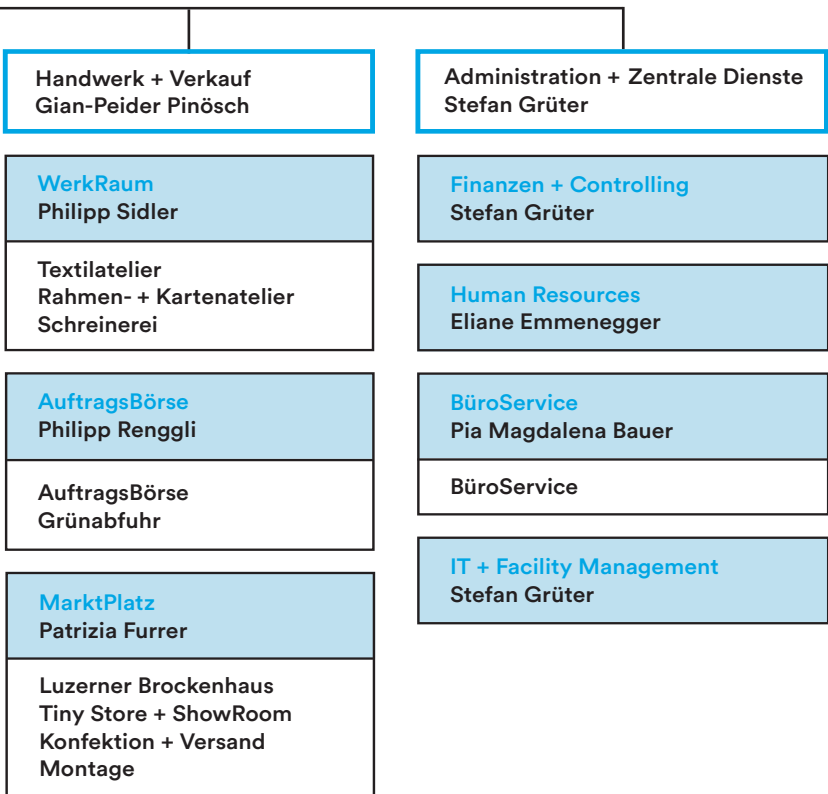 Handwerk + Verkauf
Gian-Peider Pinösch
WerkRaum
Philipp Sidler
Textilatelier
Rahmen- + Kartenatelier
Schreinerei
AuftragsBörse
Philipp Renggli
AuftragsBörse
Grünabfuhr
MarktPlatz
Patrizia Furrer
Luzerner Brockenhaus
Tiny Store + ShowRoom
Konfektion + Versand
Montage
Administration + Zentrale Dienste
Stefan Grüter
Finanzen + Controlling
Stefan Grüter
Human Resources
Eliane Emmenegger
BüroService
Pia Magdalena Bauer
BüroService
IT + Facility Management
Stefan Grüter